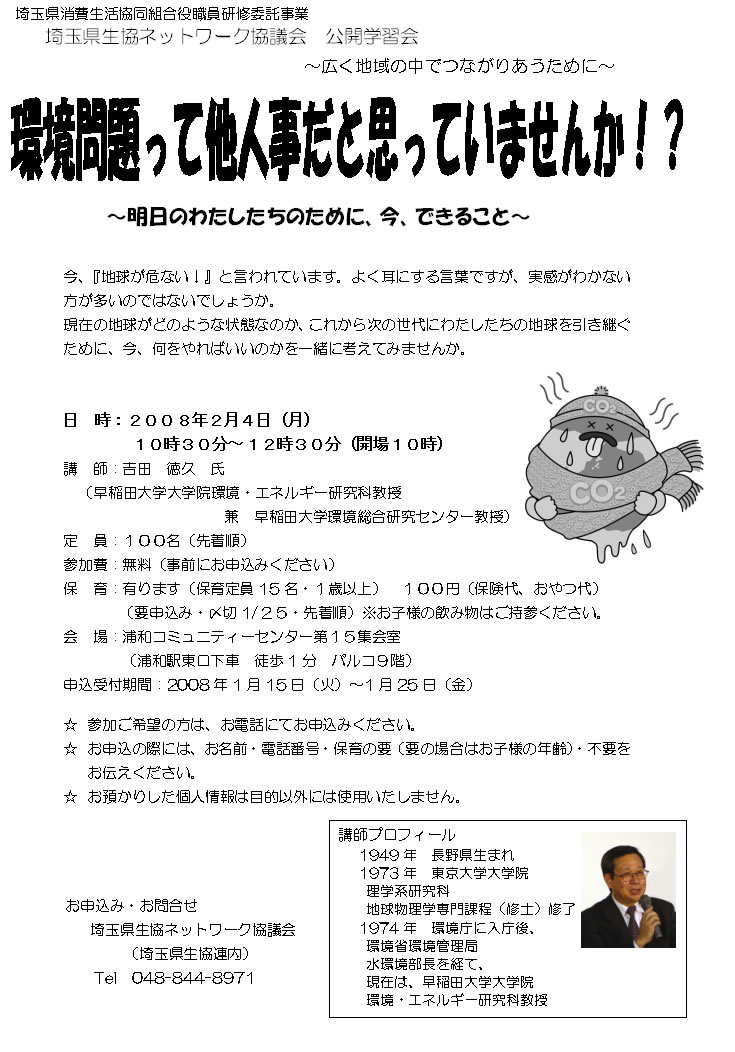 埼玉県消費生活協同組合役職員研修委託事業
埼玉県生協ネットワーク協議会　公開学習会
～広く地域の中でつながりあうために～
環境問題って他人事だと思っていませんか！？
～明日のわたしたちのために、今、できること～
今、『地球が危ない！』と言われています。よく耳にする言葉ですが、実感がわかない
方が多いのではないでしょうか。
現在の地球がどのような状態なのか、これから次の世代にわたしたちの地球を引き継ぐ
ために、今、何をやればいいのかを一緒に考えてみませんか。
日　時：２００８年２月４日（月）
１０時３０分～１２時３０分（開場１０時）
講　師：吉田　徳久　氏
（早稲田大学大学院環境・エネルギー研究科教授
兼　早稲田大学環境総合研究センター教授）
定　員：１００名（先着順）
参加費：無料（事前にお申込みください）
保　育：有ります（保育定員15名・１歳以上）　１００円（保険代、おやつ代）
（要申込み・〆切1/２５・先着順）※お子様の飲み物はご持参ください。
会　場：浦和コミュニティーセンター第１５集会室
（浦和駅東口下車　徒歩１分　パルコ９階）
申込受付期間：2008年1月15日（火）～1月25日（金）
☆ 参加ご希望の方は、お電話にてお申込みください。
☆ お申込の際には、お名前・電話番号・保育の要（要の場合はお子様の年齢）・不要を
お伝えください。
☆ お預かりした個人情報は目的以外には使用いたしません。
CO2
CO2
お申込み・お問合せ
埼玉県生協ネットワーク協議会
（埼玉県生協連内）
Tel　048-844-8971
講師プロフィール
1949年　長野県生まれ
1973年　東京大学大学院
理学系研究科
地球物理学専門課程（修士）修了
1974年　環境庁に入庁後、
環境省環境管理局
水環境部長を経て、
現在は、早稲田大学大学院
環境・エネルギー研究科教授